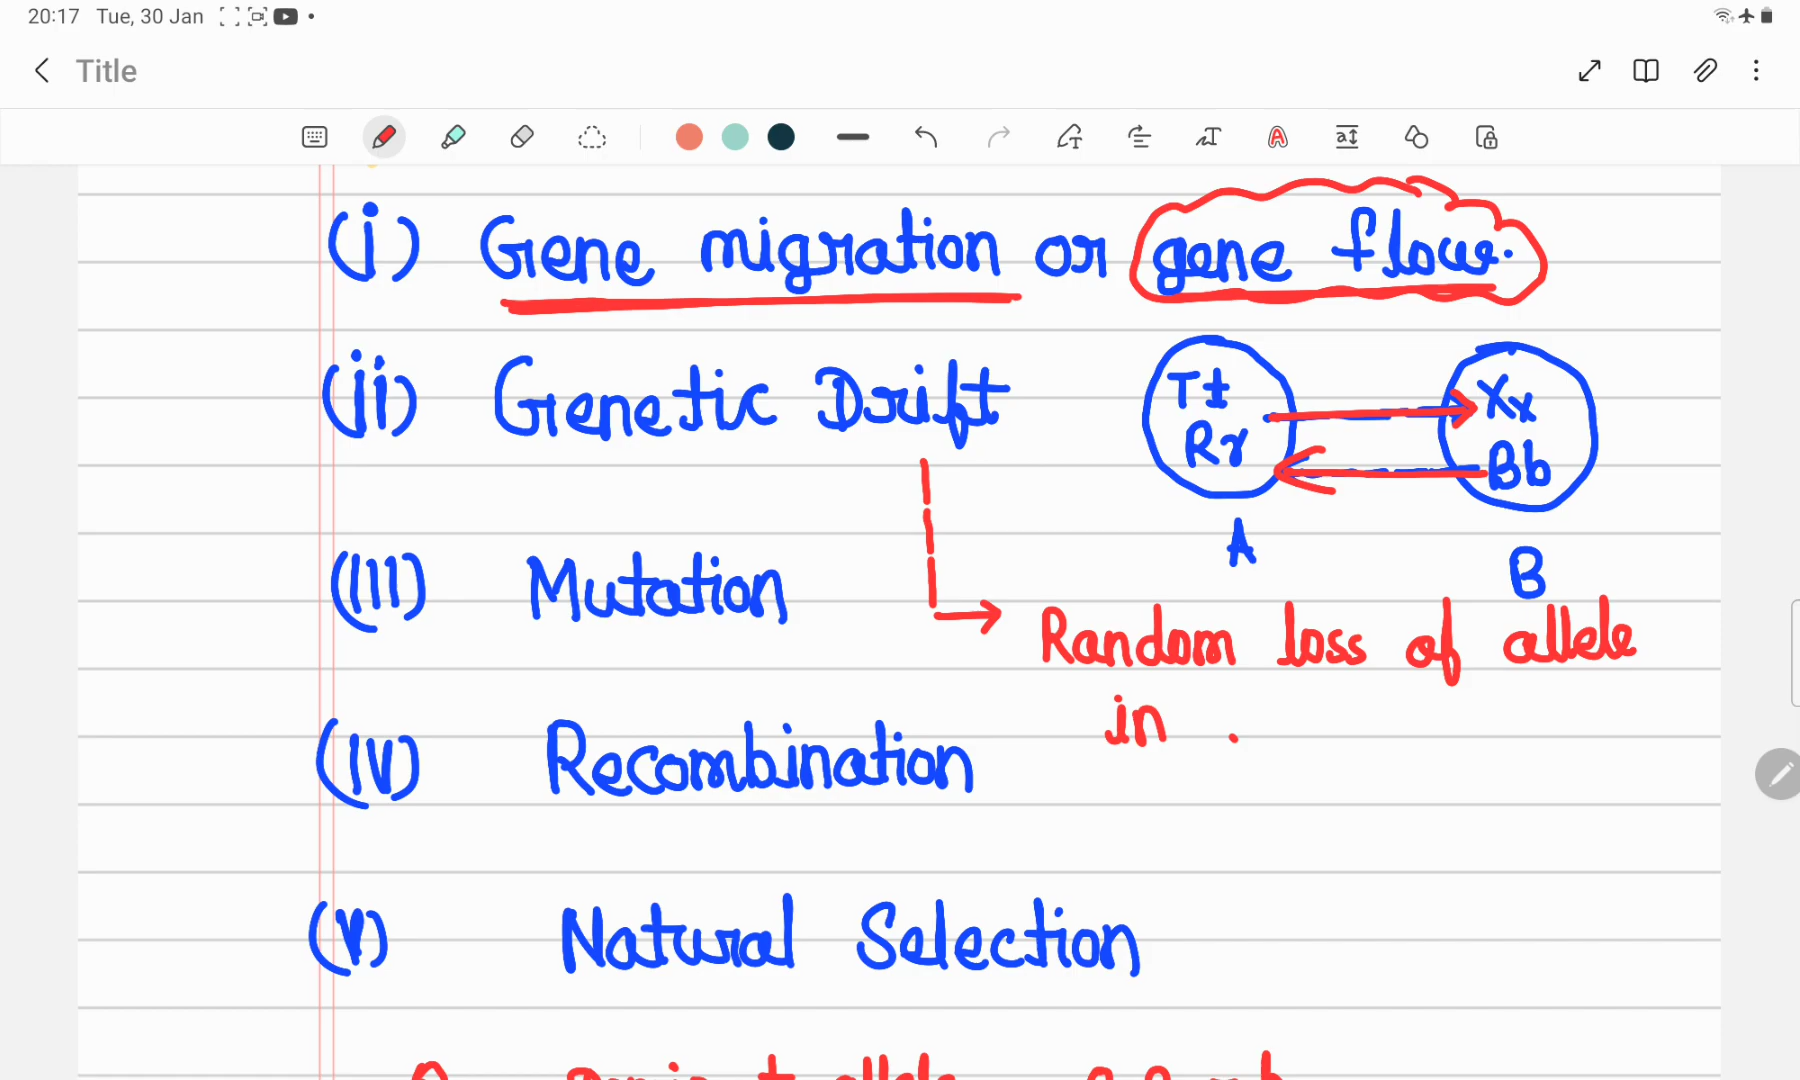 20:17 Tue, 30 Jan
Title
(i) Gene migration or gene flow.
(ii) Genetic Drift
Tt
Rr
Xx
Bb
A
B
(III) Mutation
Random loss of allele
in .
(IV) Recombination
(V) Natural Selection